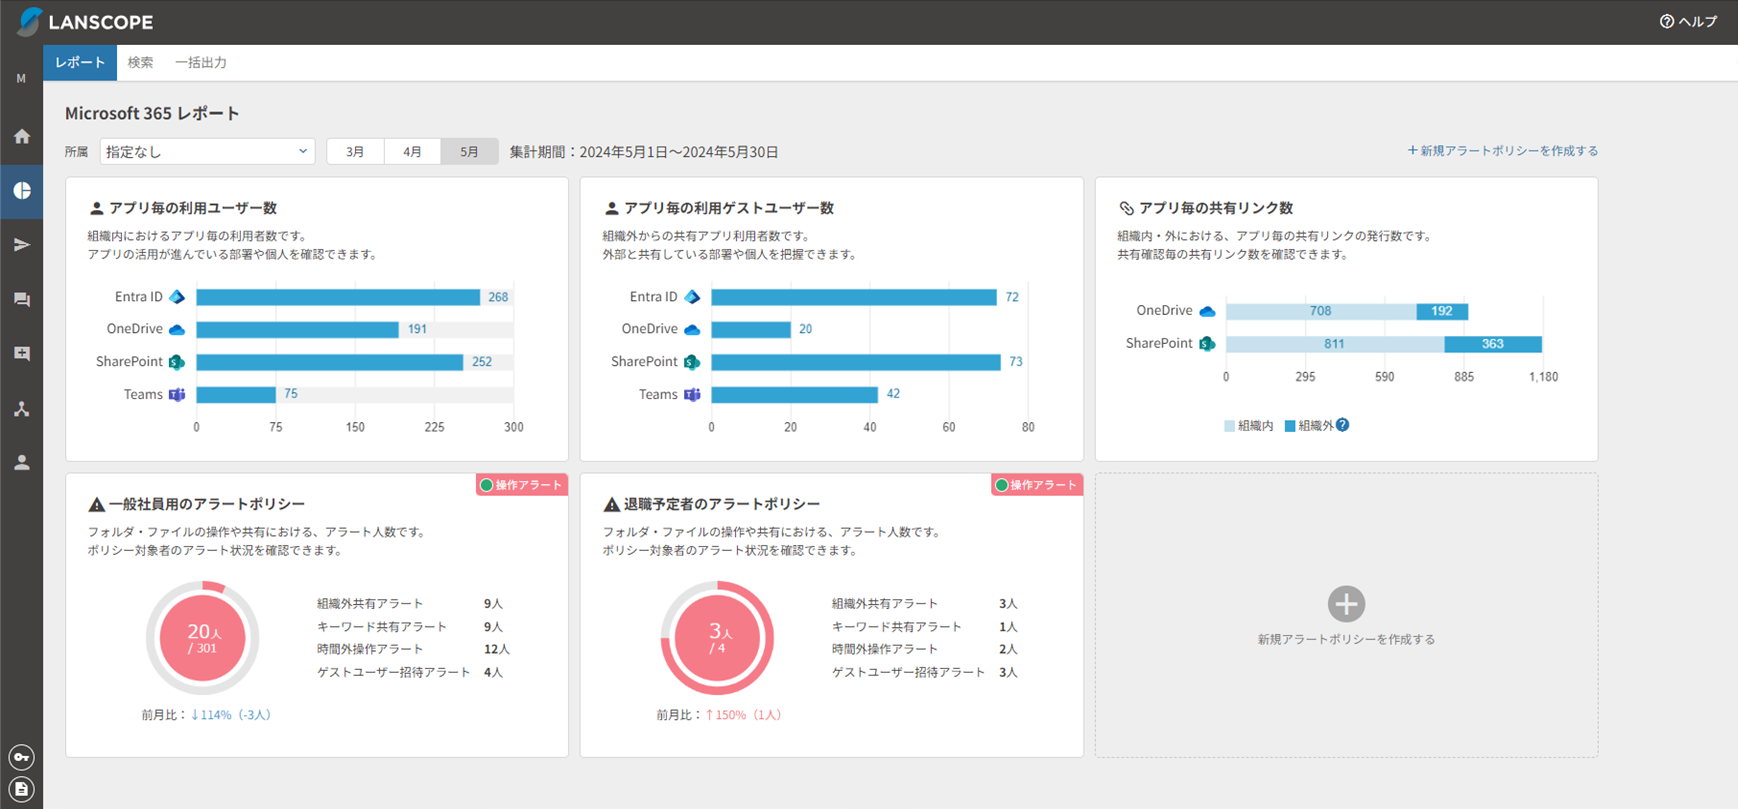 LANSCOPE
ヘルプ
M
レポート 検索 一括出力
Microsoft 365 レポート
所属 指定なし 3月 4月 5月 集計期間：2024年5月1日～2024年5月30日
+ 新規アラートポリシーを作成する
アプリ毎の利用ユーザー数
組織内におけるアプリ毎の利用者数です。
アプリの活用が進んでいる部署や個人を確認できます。
Entra ID 268
OneDrive 191
SharePoint 252
Teams 75
0 75 150 225 300
アプリ毎の利用ゲストユーザー数
組織外からの共有アプリ利用者数です。
外部と共有している部署や個人を把握できます。
Entra ID 72
OneDrive 20
SharePoint 73
Teams 42
0 20 40 60 80
アプリ毎の共有リンク数
組織内・外における、アプリ毎の共有リンクの発行数です。
共有確認毎の共有リンク数を確認できます。
OneDrive 708 192
SharePoint 811 363
0 295 590 885 1,180
組織内 組織外 ?
操作アラート
一般社員用のアラートポリシー
フォルダ・ファイルの操作や共有における、アラート人数です。
ポリシー対象者のアラート状況を確認できます。
20人
/ 301
組織外共有アラート 9人
キーワード共有アラート 9人
時間外操作アラート 12人
ゲストユーザー招待アラート 4人
前月比：↓114%（-3人）
操作アラート
退職予定者のアラートポリシー
フォルダ・ファイルの操作や共有における、アラート人数です。
ポリシー対象者のアラート状況を確認できます。
3人
/ 4
組織外共有アラート 3人
キーワード共有アラート 1人
時間外操作アラート 2人
ゲストユーザー招待アラート 3人
前月比：↑150%（1人）
新規アラートポリシーを作成する